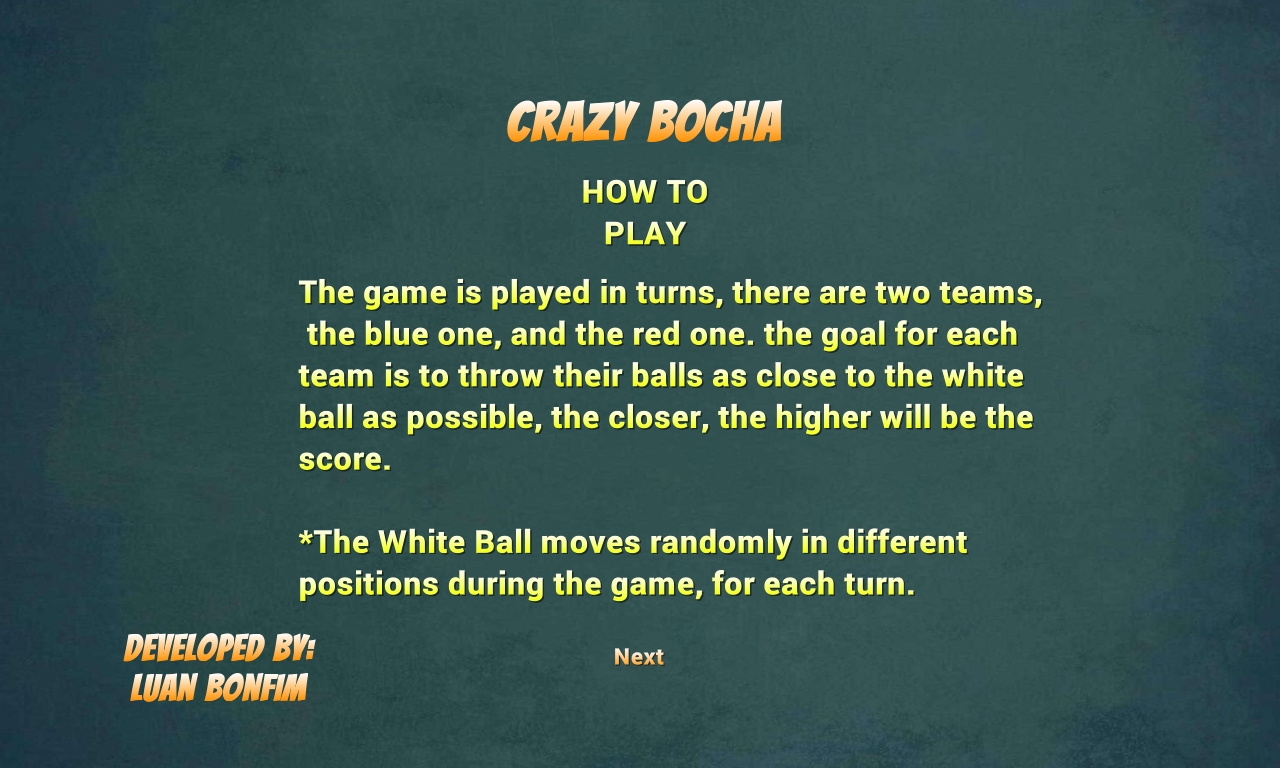 CRAZY BOCHA
HOW TO
PLAY
The game is played in turns, there are two teams,
the blue one, and the red one. the goal for each
team is to throw their balls as close to the white
ball as possible, the closer, the higher will be the
score.
*The White Ball moves randomly in different
positions during the game, for each turn.
DEVELOPED BY:
LUAN BONFIM
Next